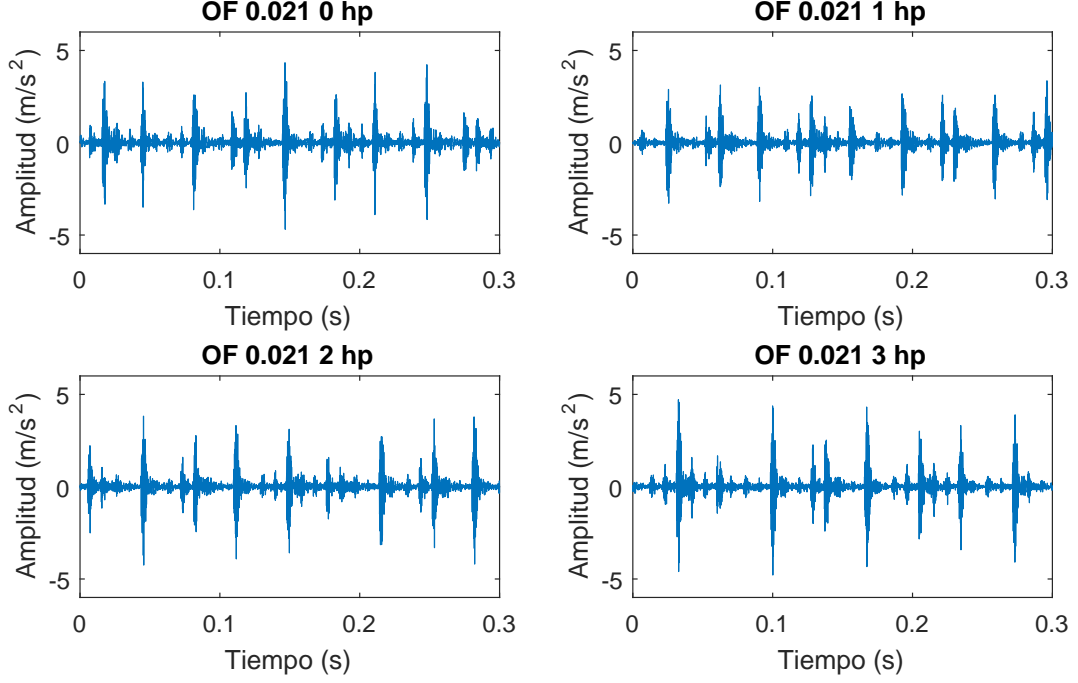 OF 0.021 0 hp
Amplitud (m/s²)
5
0
-5
0
0.1
0.2
0.3
Tiempo (s)
OF 0.021 1 hp
Amplitud (m/s²)
5
0
-5
0
0.1
0.2
0.3
Tiempo (s)
OF 0.021 2 hp
Amplitud (m/s²)
5
0
-5
0
0.1
0.2
0.3
Tiempo (s)
OF 0.021 3 hp
Amplitud (m/s²)
5
0
-5
0
0.1
0.2
0.3
Tiempo (s)